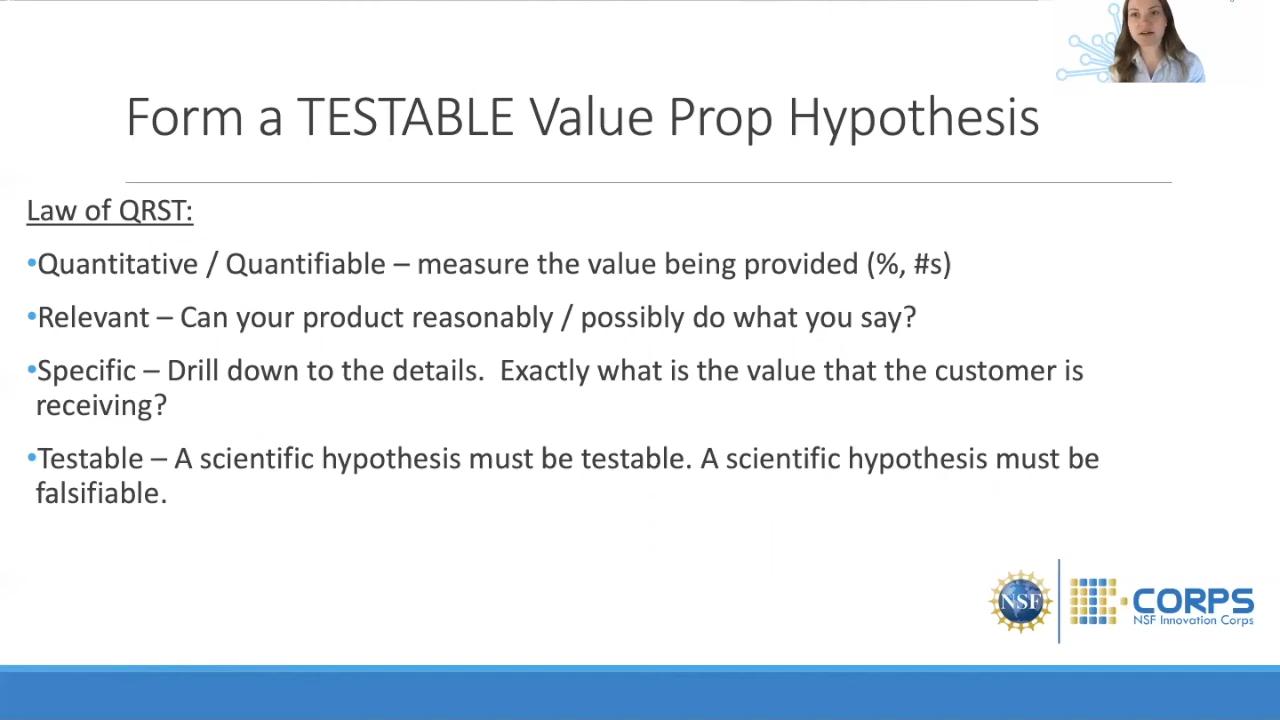 Form a TESTABLE Value Prop Hypothesis
Law of QRST:
•Quantitative / Quantifiable – measure the value being provided (%, #s)
•Relevant – Can your product reasonably / possibly do what you say?
•Specific – Drill down to the details.  Exactly what is the value that the customer is
receiving?
•Testable – A scientific hypothesis must be testable. A scientific hypothesis must be
falsifiable.
NSF
I-CORPS
NSF Innovation Corps